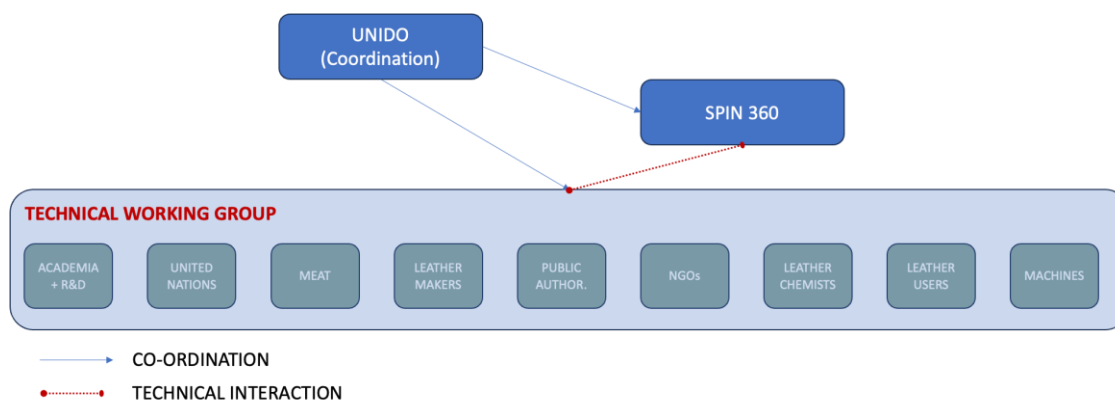 UNIDO
(Coordination)
SPIN 360
TECHNICAL WORKING GROUP
ACADEMIA
+ R&D
UNITED
NATIONS
MEAT
LEATHER
MAKERS
PUBLIC
AUTHOR.
NGOs
LEATHER
CHEMISTS
LEATHER
USERS
MACHINES
CO-ORDINATION
TECHNICAL INTERACTION